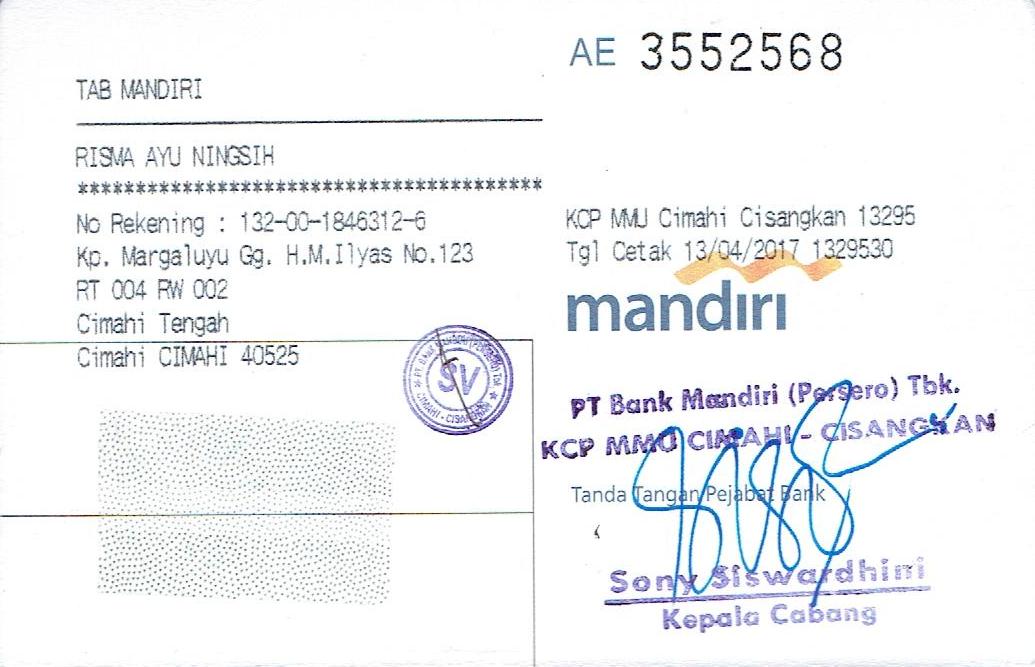 AE 3552568
TAB MANDIRI
RISMA AYU NINGSIH
*****************************************
No Rekening : 132-00-1846312-6
Kp. Margaluyu Gg. H.M.Ilyas No.123
RT 004 RW 002
Cimahi Tengah
Cimahi CIMAHI 40525
KCP MMU Cimahi Cisangkan 13295
Tgl Cetak 13/04/2017 1329530
mandiri
SV
CIMAHI - CISANGKAN
PT Bank Mandiri (Persero) Tbk.
KCP MMU CIMAHI - CISANGKAN
Tanda Tangan Pejabat Bank
Sony Siswardhini
Kepala Cabang